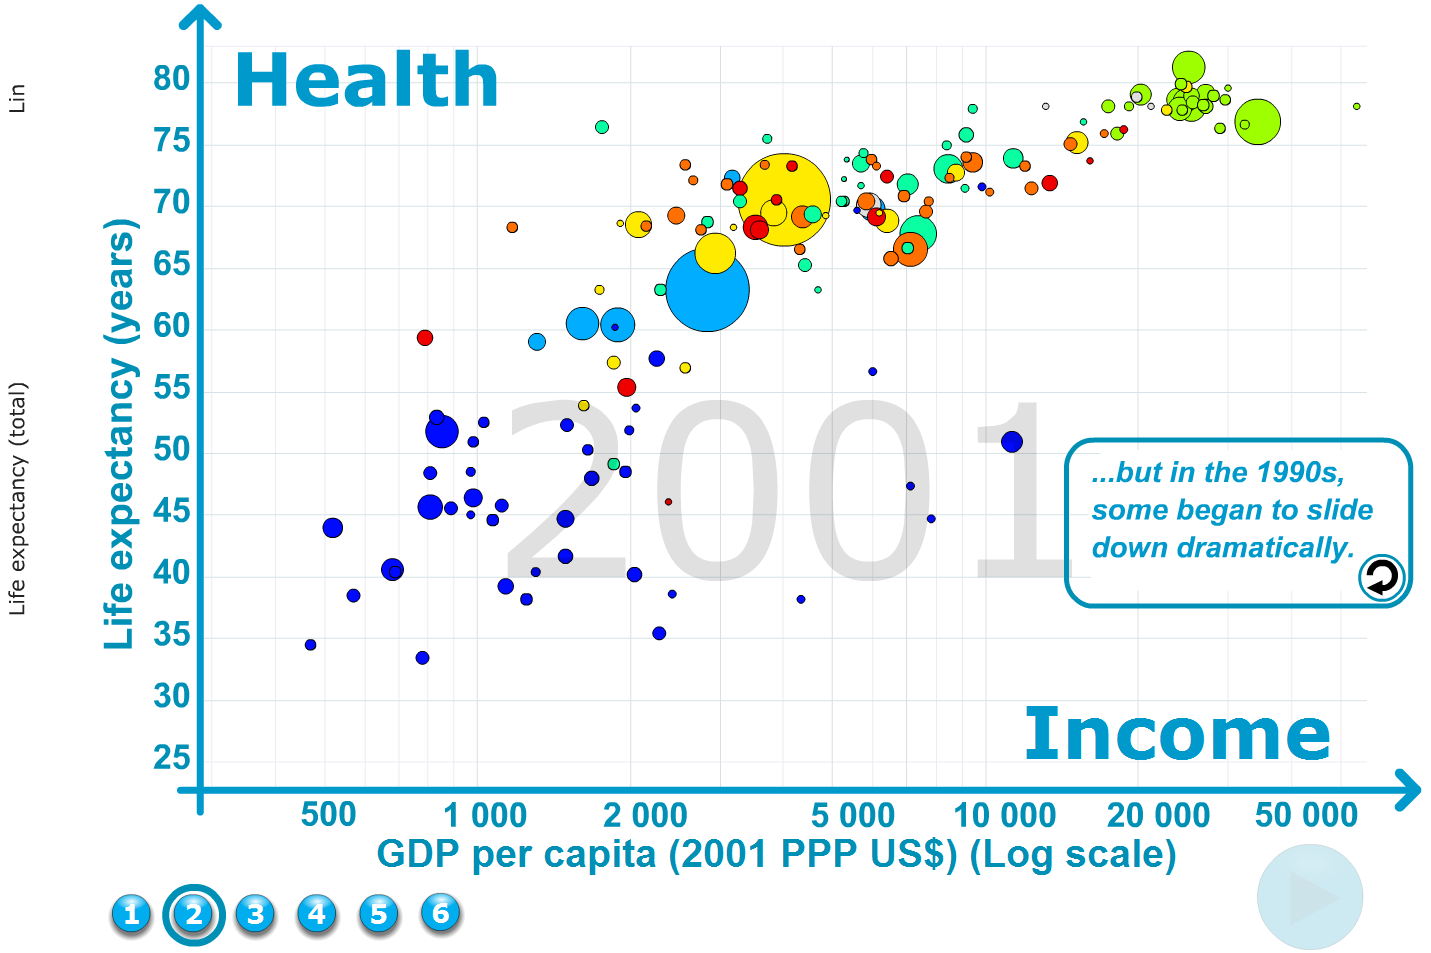 Lin
Health
80
75
70
65
60
55
50
45
40
35
30
25
Life expectancy (years)
Life expectancy (total)
2001
...but in the 1990s,
some began to slide
down dramatically.
Income
500 1 000 2 000 5 000 10 000 20 000 50 000
GDP per capita (2001 PPP US$) (Log scale)
1 2 3 4 5 6